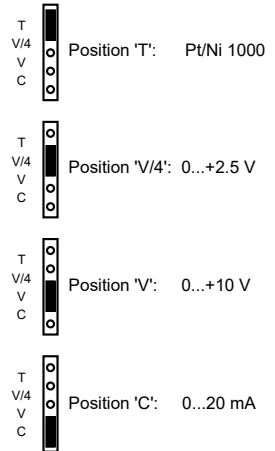 T
V/4
V
C
Position 'T': Pt/Ni 1000
T
V/4
V
C
Position 'V/4': 0...+2.5 V
T
V/4
V
C
Position 'V': 0...+10 V
T
V/4
V
C
Position 'C': 0...20 mA